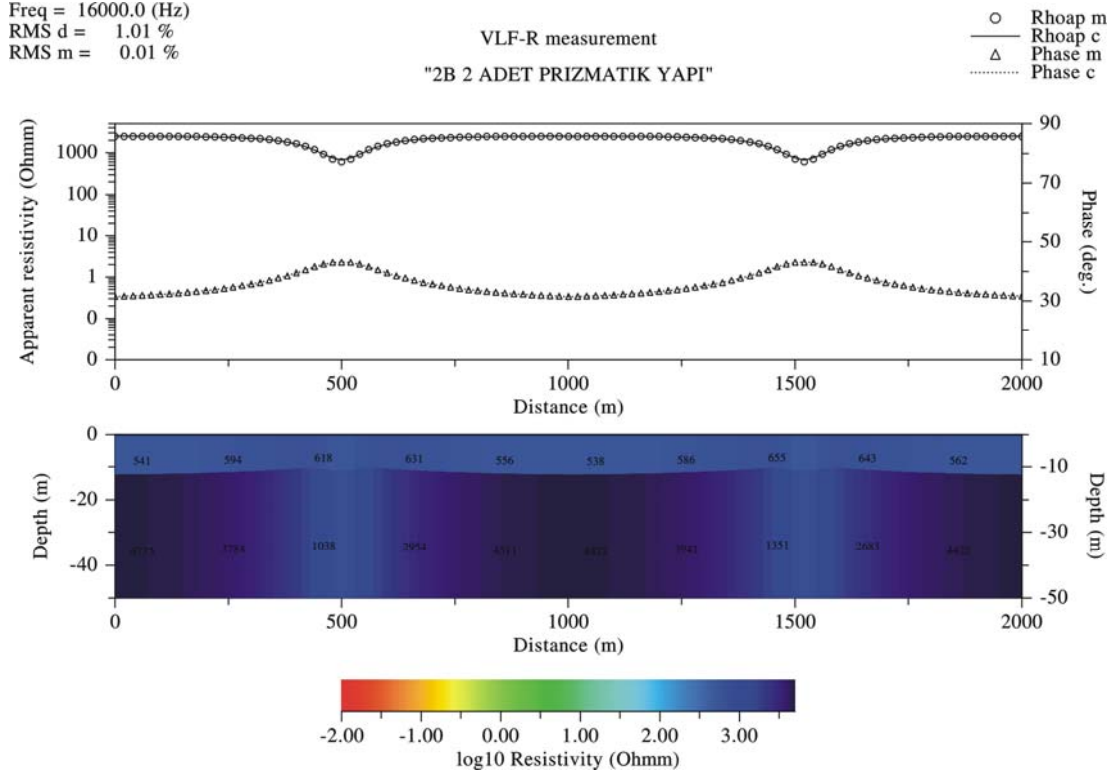 Freq = 16000.0 (Hz)
RMS d = 1.01 %
RMS m = 0.01 %
VLF-R measurement
"2B 2 ADET PRIZMATIK YAPI"
Rhoap m
Rhoap c
Phase m
Phase c
Apparent resistivity (Ohmm)
1000
100
10
1
0
0
90
70
50
30
10
Phase (deg.)
0 500 1000 1500 2000
Distance (m)
Depth (m)
0
-20
-40
541 594 618 631 556 538 586 655 643 562
1038 2954 1351 2683
0
-10
-20
-30
-40
-50
Depth (m)
0 500 1000 1500 2000
Distance (m)
-2.00 -1.00 0.00 1.00 2.00 3.00
log10 Resistivity (Ohmm)